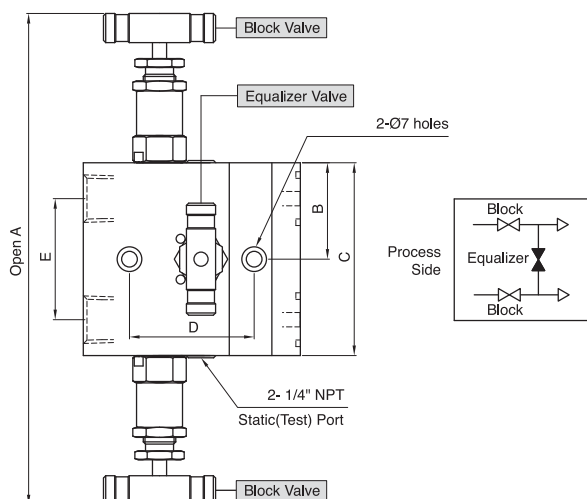 Block Valve
Equalizer Valve
2-Ø7 holes
Open A
E
B
C
D
Process
Side
Block
Equalizer
Block
2- 1/4" NPT
Static(Test) Port
Block Valve